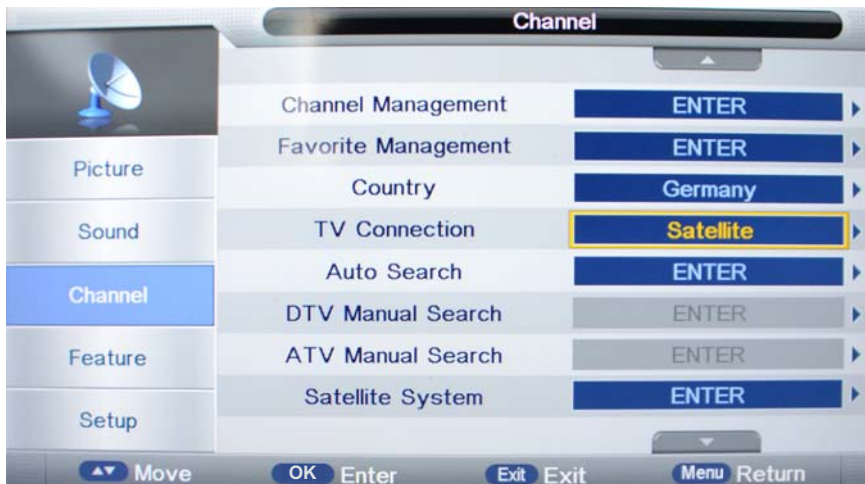 Channel
Picture
Sound
Channel
Feature
Setup
Channel Management ENTER
Favorite Management ENTER
Country Germany
TV Connection Satellite
Auto Search ENTER
DTV Manual Search ENTER
ATV Manual Search ENTER
Satellite System ENTER
Move OK Enter Exit Exit Menu Return